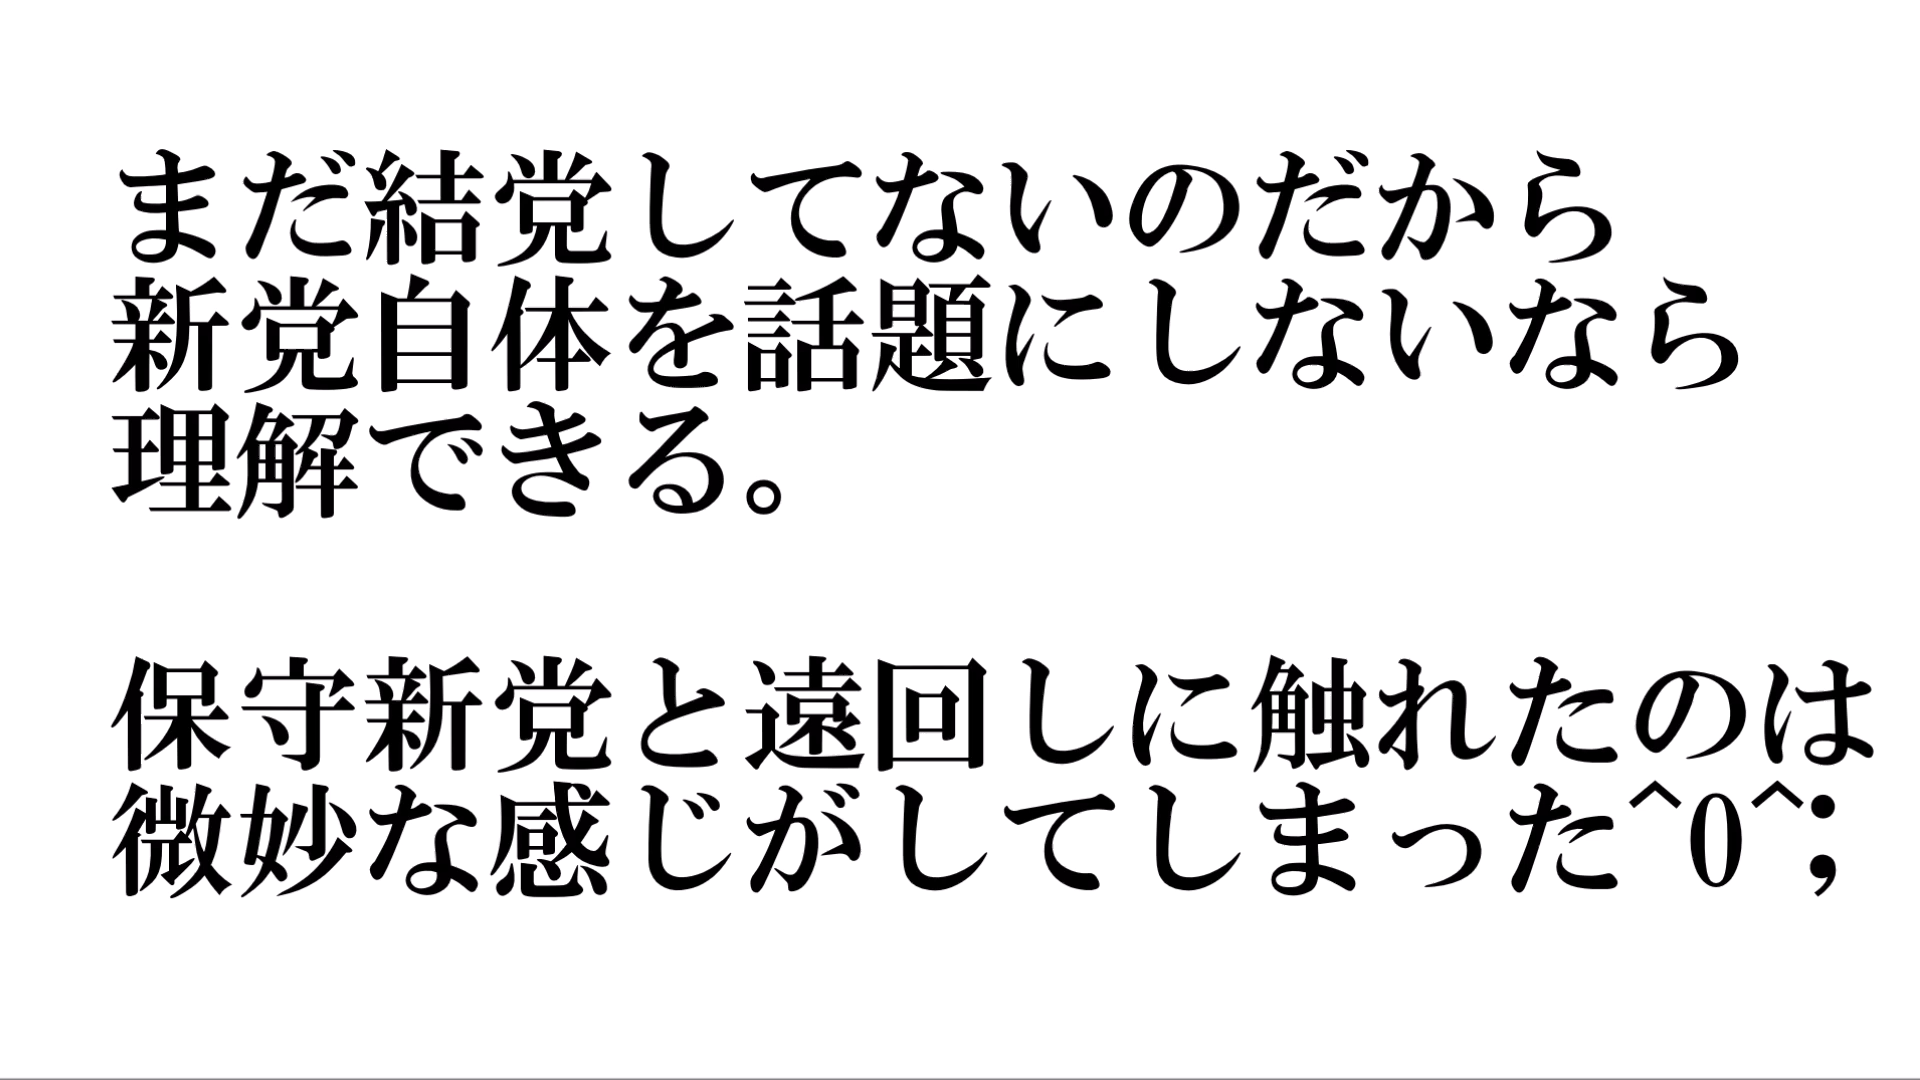 まだ結党してないのだから
新党自体を話題にしないなら
理解できる。
保守新党と遠回しに触れたのは
微妙な感じがしてしまった^0^;